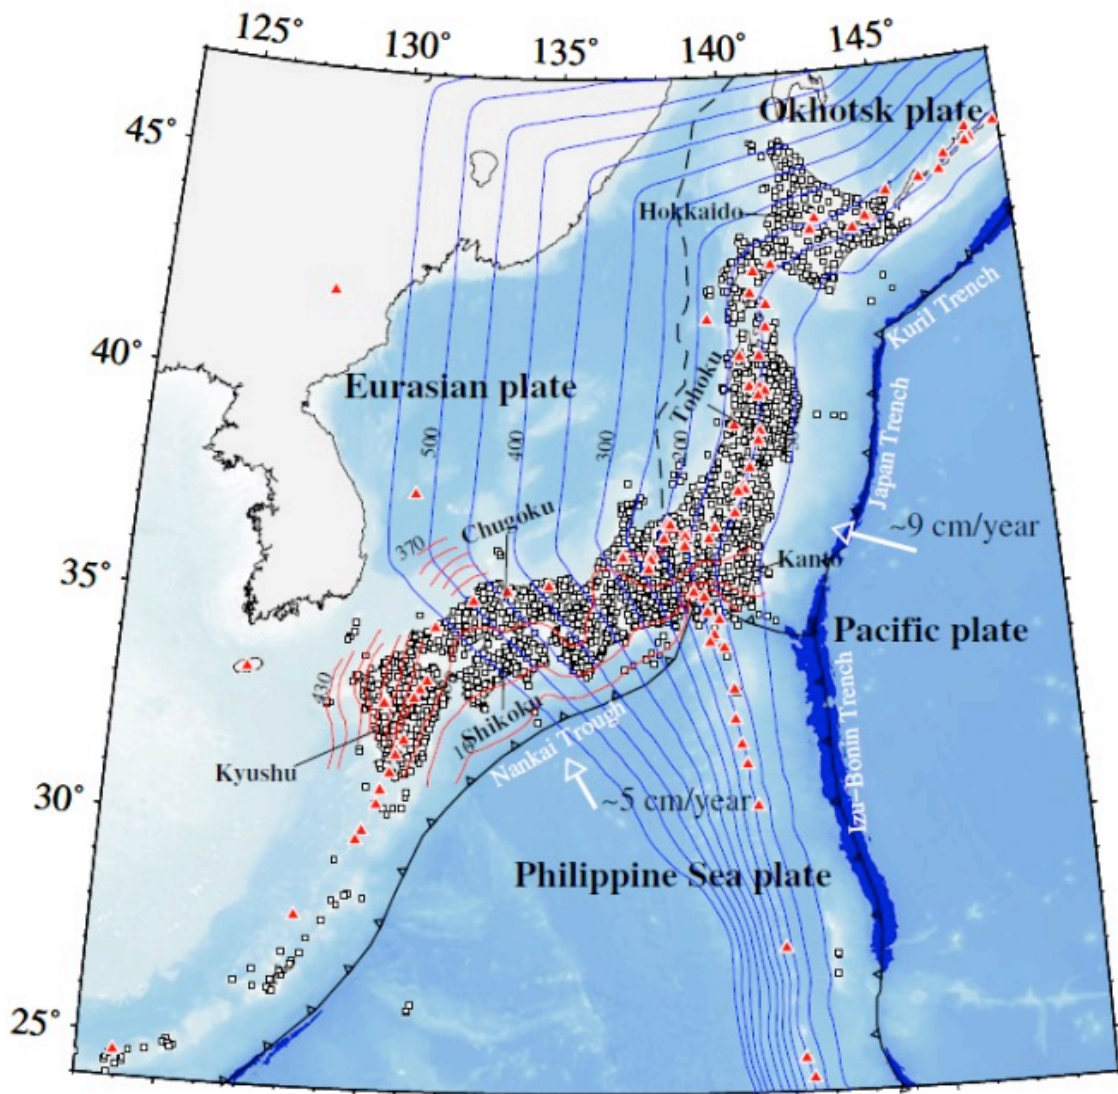 125°
130°
135°
140°
145°
45°
Okhotsk plate
Hokkaido
Kuril Trench
40°
Eurasian plate
Tohoku
Japan Trench
500
400
300
200
Chugoku
370
~9 cm/year
35°
Kanto
Pacific plate
430
Shikoku
Nankai Trough
Izu-Bonin Trench
Kyushu
30°
~5 cm/year
Philippine Sea plate
25°